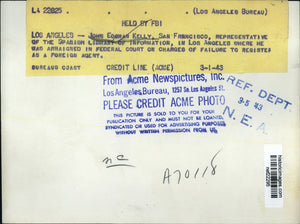 LA 22825 . . . . . . . (LOS ANGELES BUREAU)
HELD BY FBI
LOS ANGELES -- JOHN EOGHAN KELLY, SAN FRANCISCO, REPRESENTATIVE
OF THE SPANISH LIBRARY OF INFORMATION, IN LOS ANGELES WHERE HE
WAS ARRAIGNED IN FEDERAL COURT ON CHARGES OF FAILURE TO REGISTER
AS A FOREIGN AGENT.
BUREAUS COAST CREDIT LINE (ACME) 3-1-43
From Acme Newspictures, Inc.
Los Angeles Bureau, 1257 So. Los Angeles St.
PLEASE CREDIT ACME PHOTO
THIS PICTURE IS SOLD TO YOU FOR YOUR
PUBLICATION ONLY AND MUST NOT BE LOANED,
SYNDICATED OR USED FOR ADVERTISING PURPOSES
WITHOUT WRITTEN PERMISSION FROM US.
REF. DEPT.
3-5-43
N. E. A.
nc
A70118